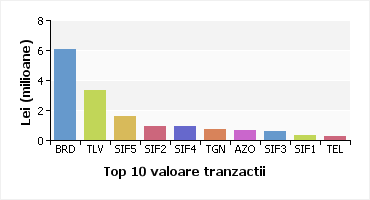 Lei (milioane)
8
6
4
2
0
BRD TLV SIF5 SIF2 SIF4 TGN AZO SIF3 SIF1 TEL
Top 10 valoare tranzactii